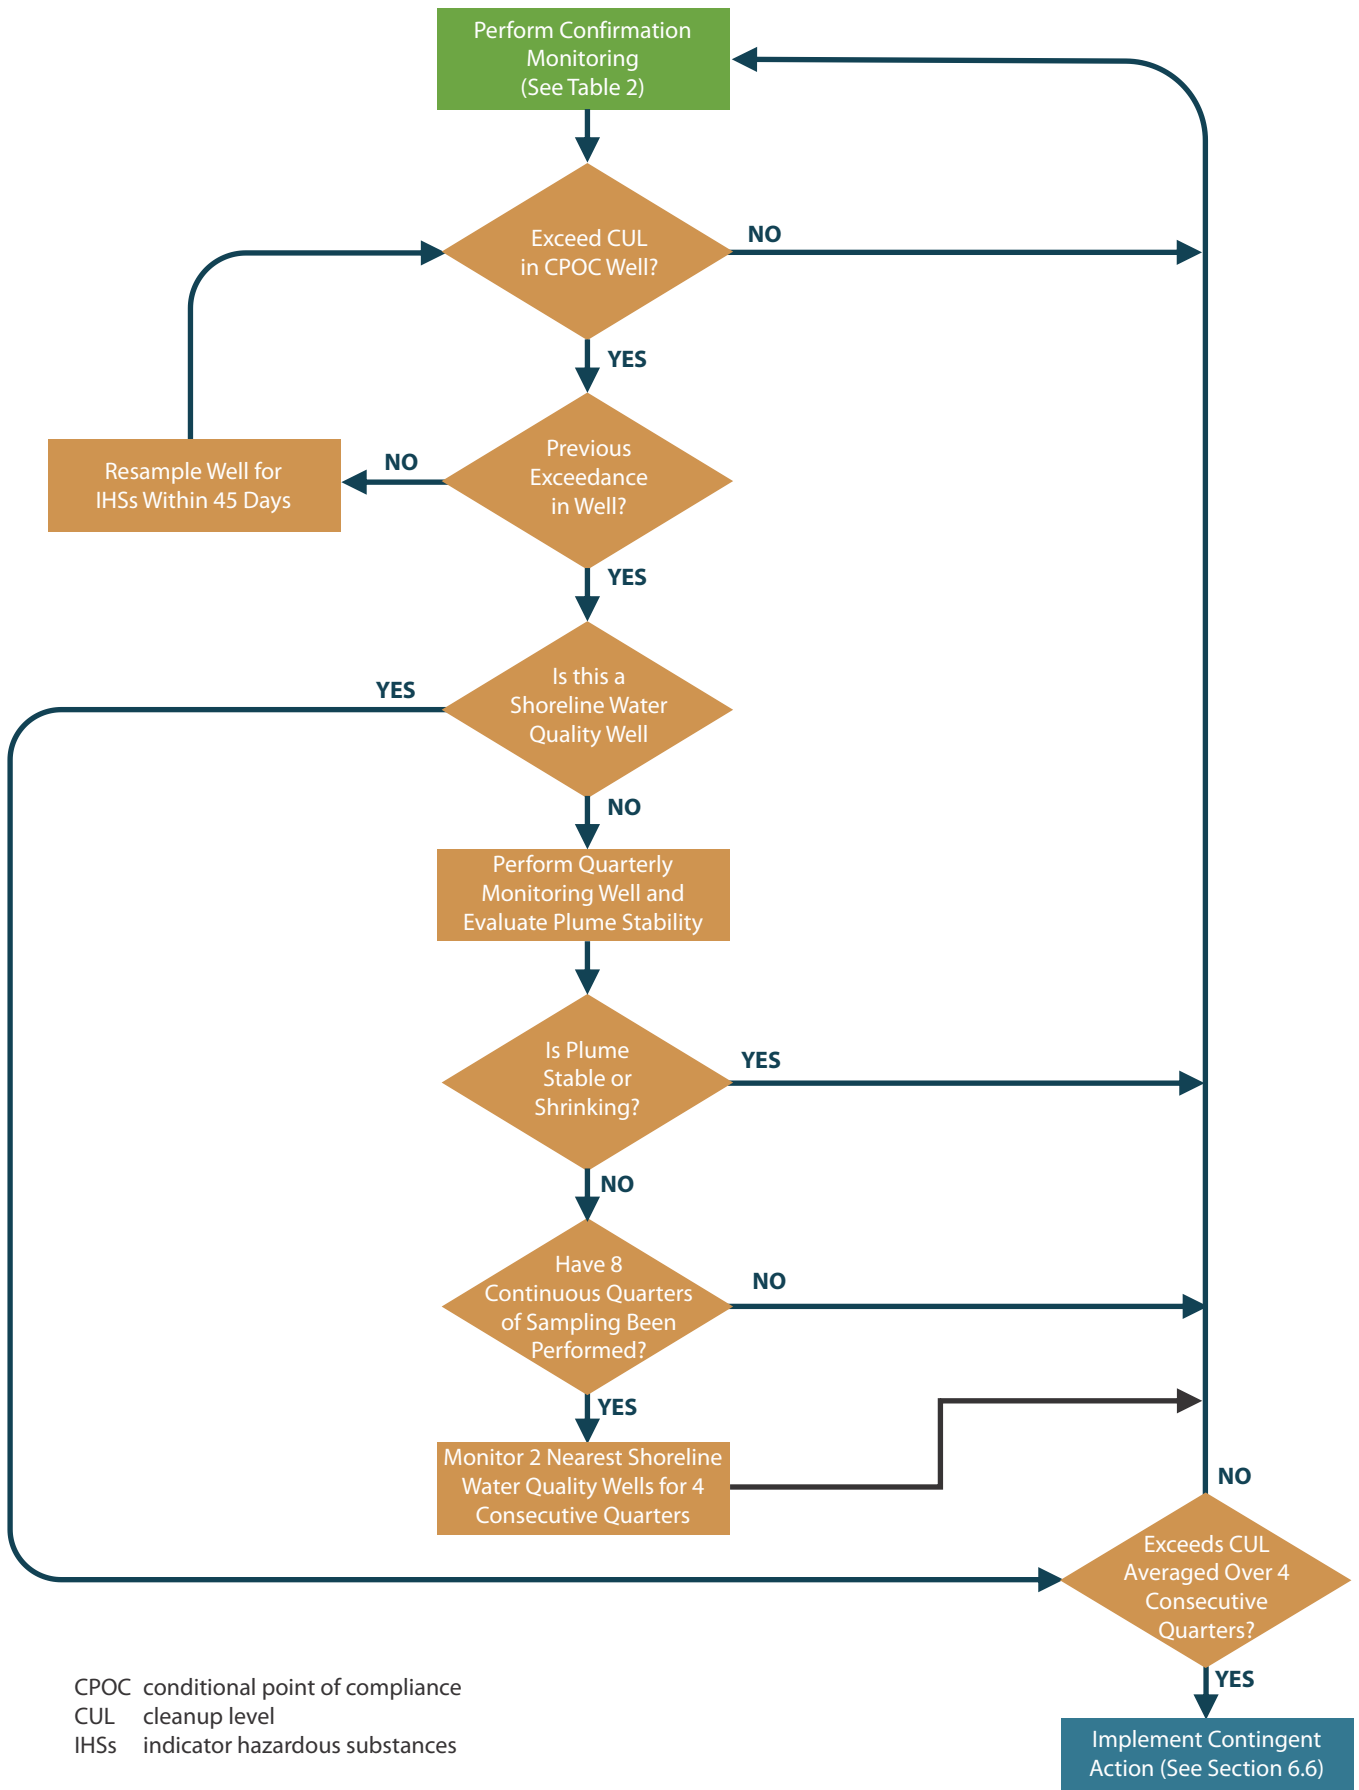 Perform Confirmation
Monitoring
(See Table 2)
Exceed CUL
in CPOC Well?
NO
YES
Previous
Exceedance
in Well?
NO
Resample Well for
IHSs Within 45 Days
YES
Is this a
Shoreline Water
Quality Well
YES
NO
Perform Quarterly
Monitoring Well and
Evaluate Plume Stability
Is Plume
Stable or
Shrinking?
YES
NO
Have 8
Continuous Quarters
of Sampling Been
Performed?
NO
YES
Monitor 2 Nearest Shoreline
Water Quality Wells for 4
Consecutive Quarters
NO
Exceeds CUL
Averaged Over 4
Consecutive
Quarters?
YES
Implement Contingent
Action (See Section 6.6)
CPOC conditional point of compliance
CUL cleanup level
IHSs indicator hazardous substances